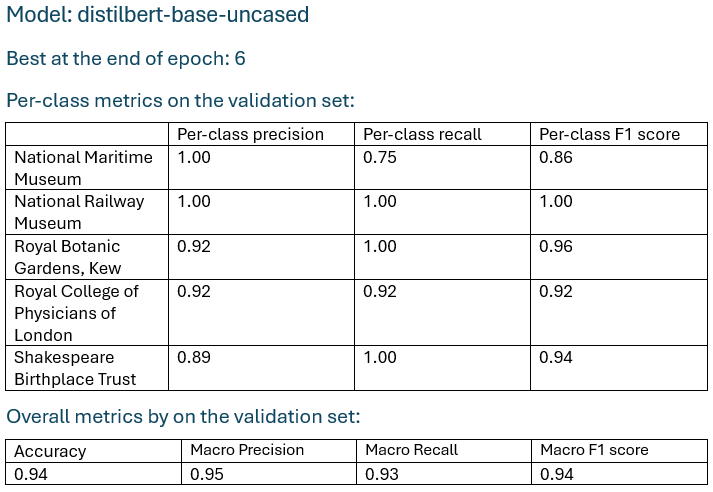 Model: distilbert-base-uncased
Best at the end of epoch: 6
Per-class metrics on the validation set:
Per-class precision Per-class recall Per-class F1 score
National Maritime Museum 1.00 0.75 0.86
National Railway Museum 1.00 1.00 1.00
Royal Botanic Gardens, Kew 0.92 1.00 0.96
Royal College of Physicians of London 0.92 0.92 0.92
Shakespeare Birthplace Trust 0.89 1.00 0.94
Overall metrics by on the validation set:
Accuracy Macro Precision Macro Recall Macro F1 score
0.94 0.95 0.93 0.94